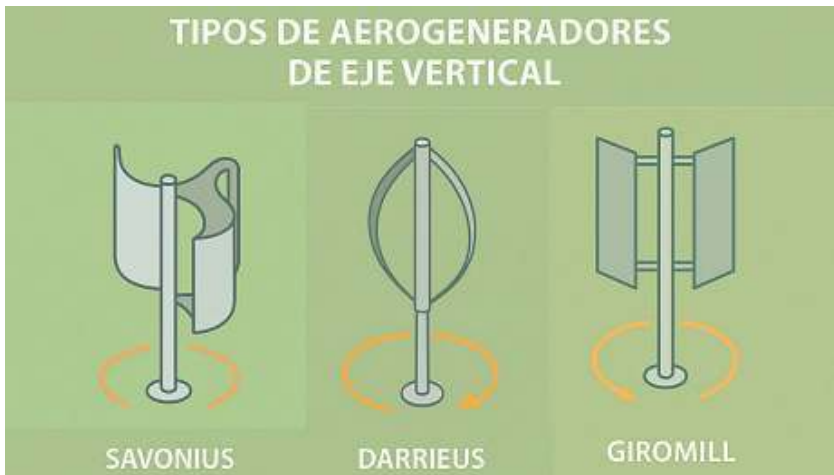 TIPOS DE AEROGENERADORES
DE EJE VERTICAL
SAVONIUS
DARRIEUS
GIROMILL